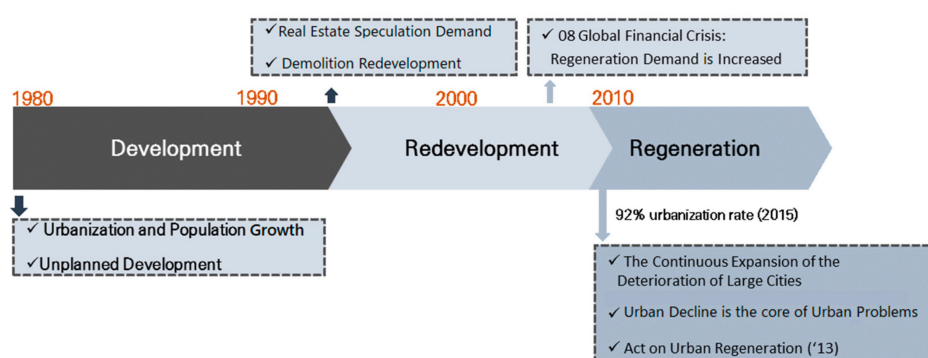 ✓Real Estate Speculation Demand
✓ Demolition Redevelopment
✓ 08 Global Financial Crisis:
Regeneration Demand is Increased
1980
1990
2000
2010
Development
Redevelopment
Regeneration
✓ Urbanization and Population Growth
✓Unplanned Development
92% urbanization rate (2015)
✓ The Continuous Expansion of the
Deterioration of Large Cities
✓ Urban Decline is the core of Urban Problems
✓ Act on Urban Regeneration (‘13)